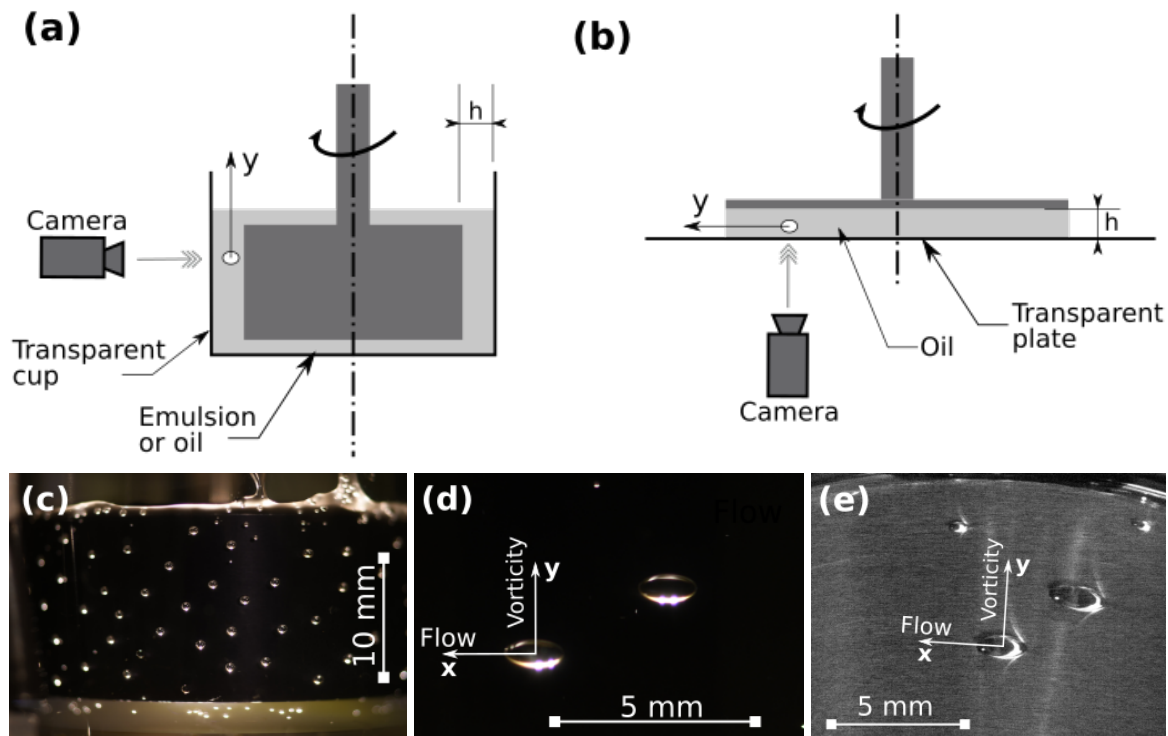 (a)
h
y
Camera
Transparent
cup
Emulsion
or oil
(b)
y
h
Transparent
plate
Oil
Camera
(c)
10 mm
(d)
Flow
Vorticity
y
Flow
x
5 mm
(e)
Vorticity
y
Flow
x
5 mm